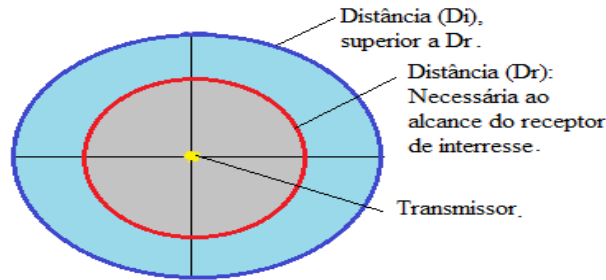 Distância (Di),
superior a Dr.
Distância (Dr):
Necessária ao
alcance do receptor
de interresse.
Transmissor.